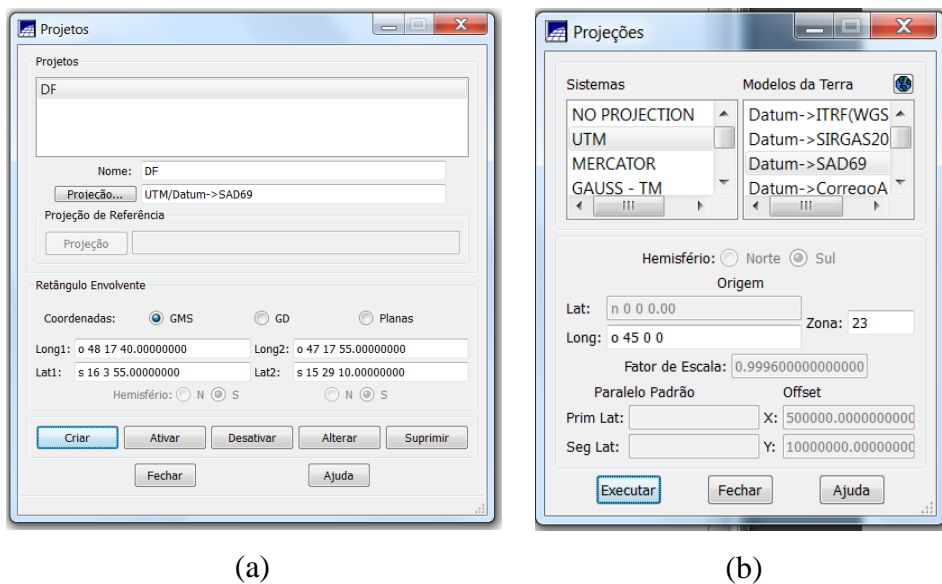 Projetos
Projetos
DF
Nome: DF
Projeção... UTM/Datum->SAD69
Projeção de Referência
Projeção
Retângulo Envolvente
Coordenadas: GMS GD Planas
Long1: o 48 17 40.00000000 Long2: o 47 17 55.00000000
Lat1: s 16 3 55.00000000 Lat2: s 15 29 10.00000000
Hemisfério: N S N S
Criar Ativar Desativar Alterar Suprimir
Fechar Ajuda
(a)
Projeções
Sistemas Modelos da Terra
NO PROJECTION Datum->ITRF(WGS
UTM Datum->SIRGAS20
MERCATOR Datum->SAD69
GAUSS - TM Datum->CorregoA
Hemisfério: Norte Sul
Origem
Lat: n 0 0 0.00
Zona: 23
Long: o 45 0 0
Fator de Escala: 0.999600000000000
Paralelo Padrão Offset
Prim Lat: X: 500000.0000000000
Seg Lat: Y: 10000000.00000000
Executar Fechar Ajuda
(b)